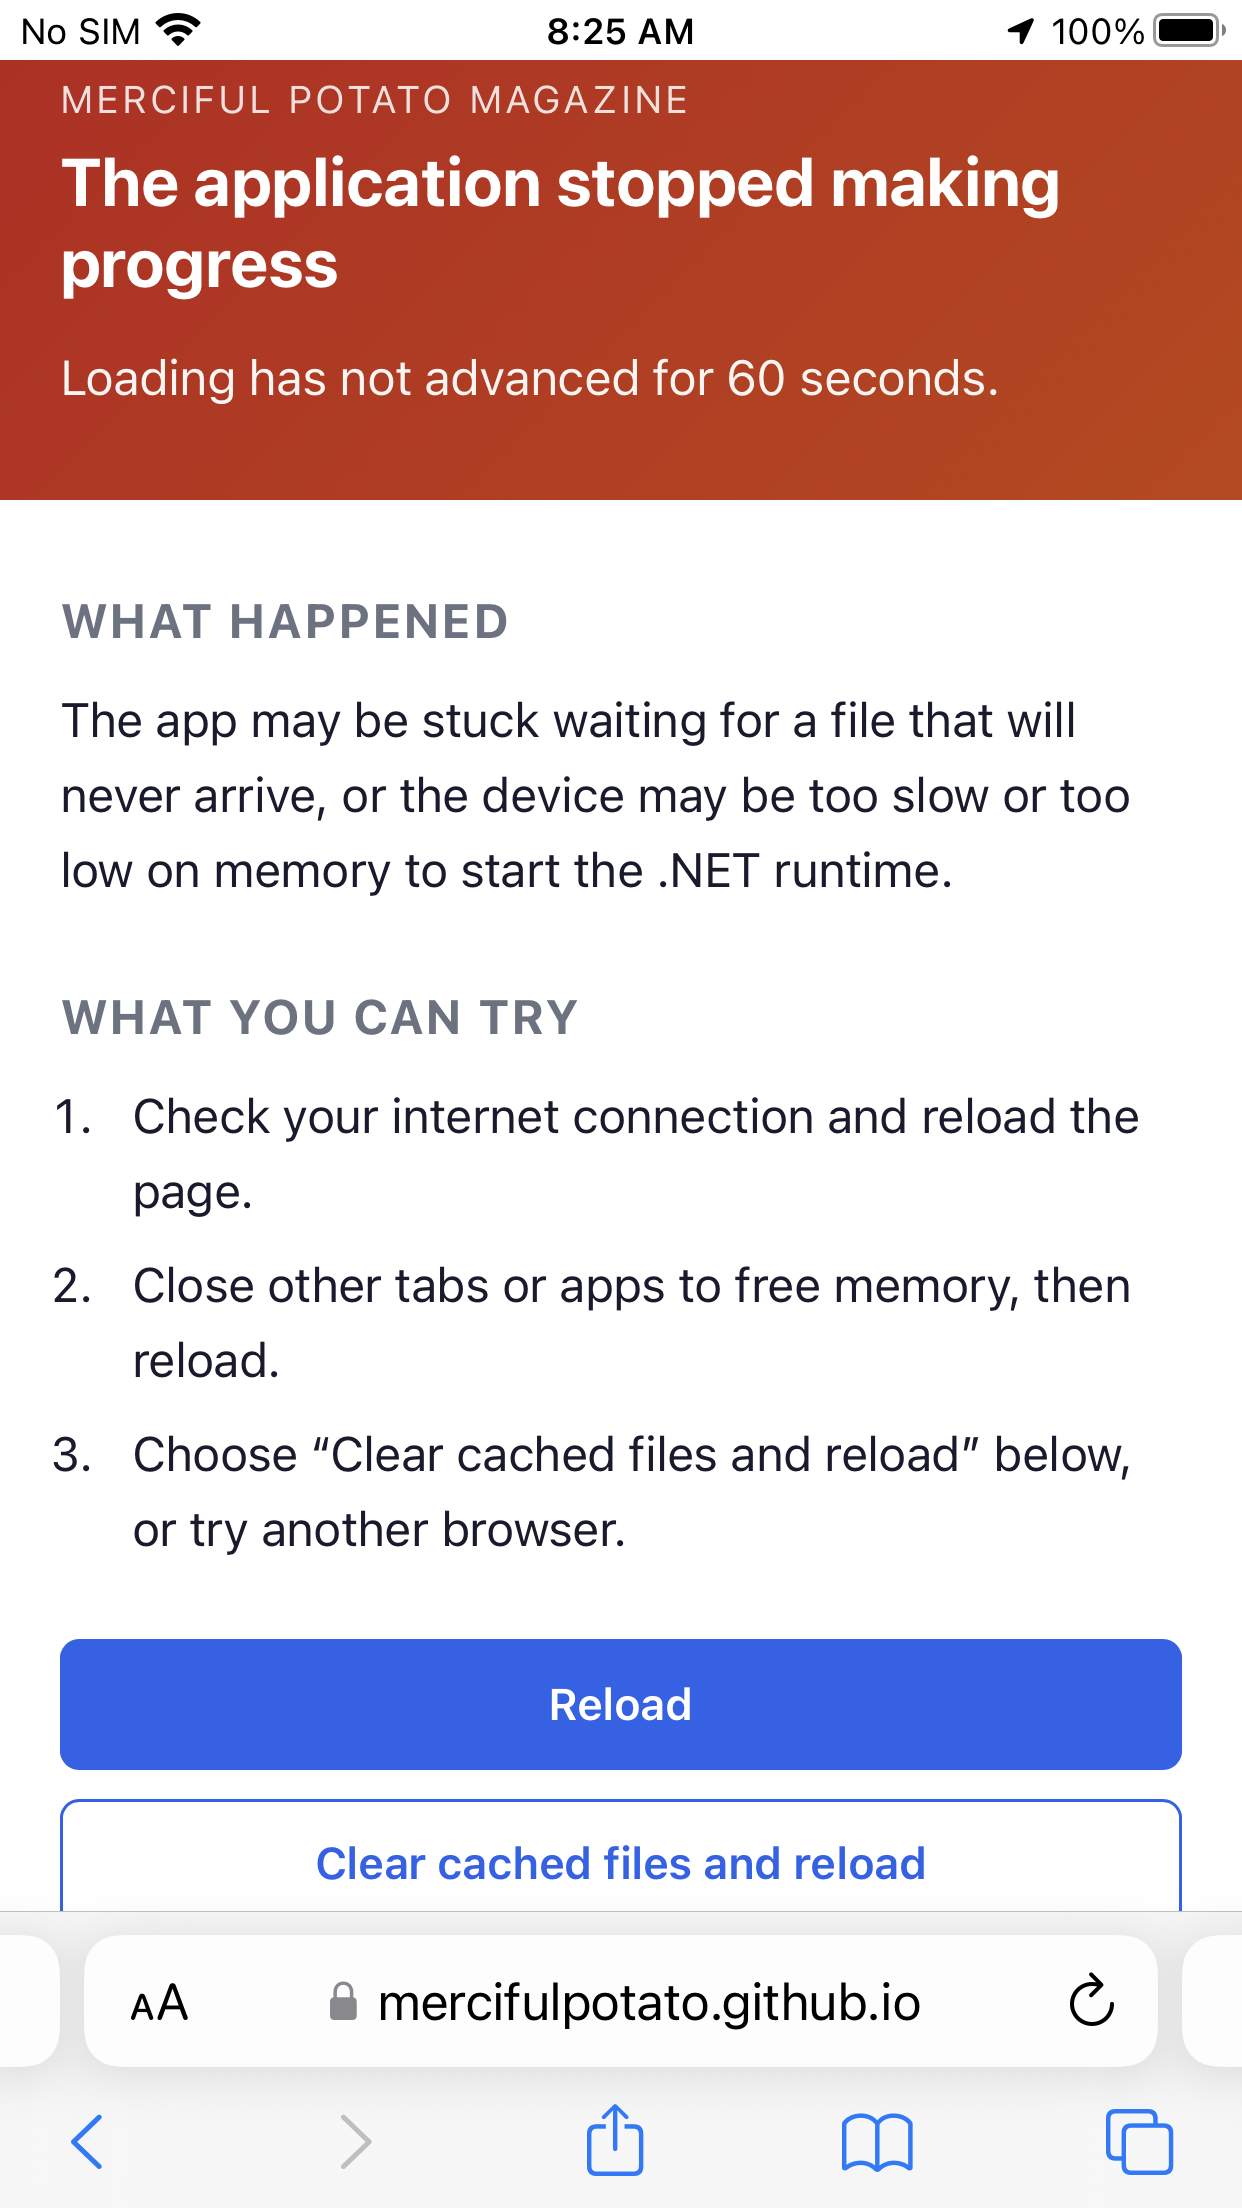 No SIM 8:25 AM 100%
MERCIFUL POTATO MAGAZINE
The application stopped making
progress
Loading has not advanced for 60 seconds.
WHAT HAPPENED
The app may be stuck waiting for a file that will
never arrive, or the device may be too slow or too
low on memory to start the .NET runtime.
WHAT YOU CAN TRY
1. Check your internet connection and reload the
page.
2. Close other tabs or apps to free memory, then
reload.
3. Choose “Clear cached files and reload” below,
or try another browser.
Reload
Clear cached files and reload
AA mercifulpotato.github.io